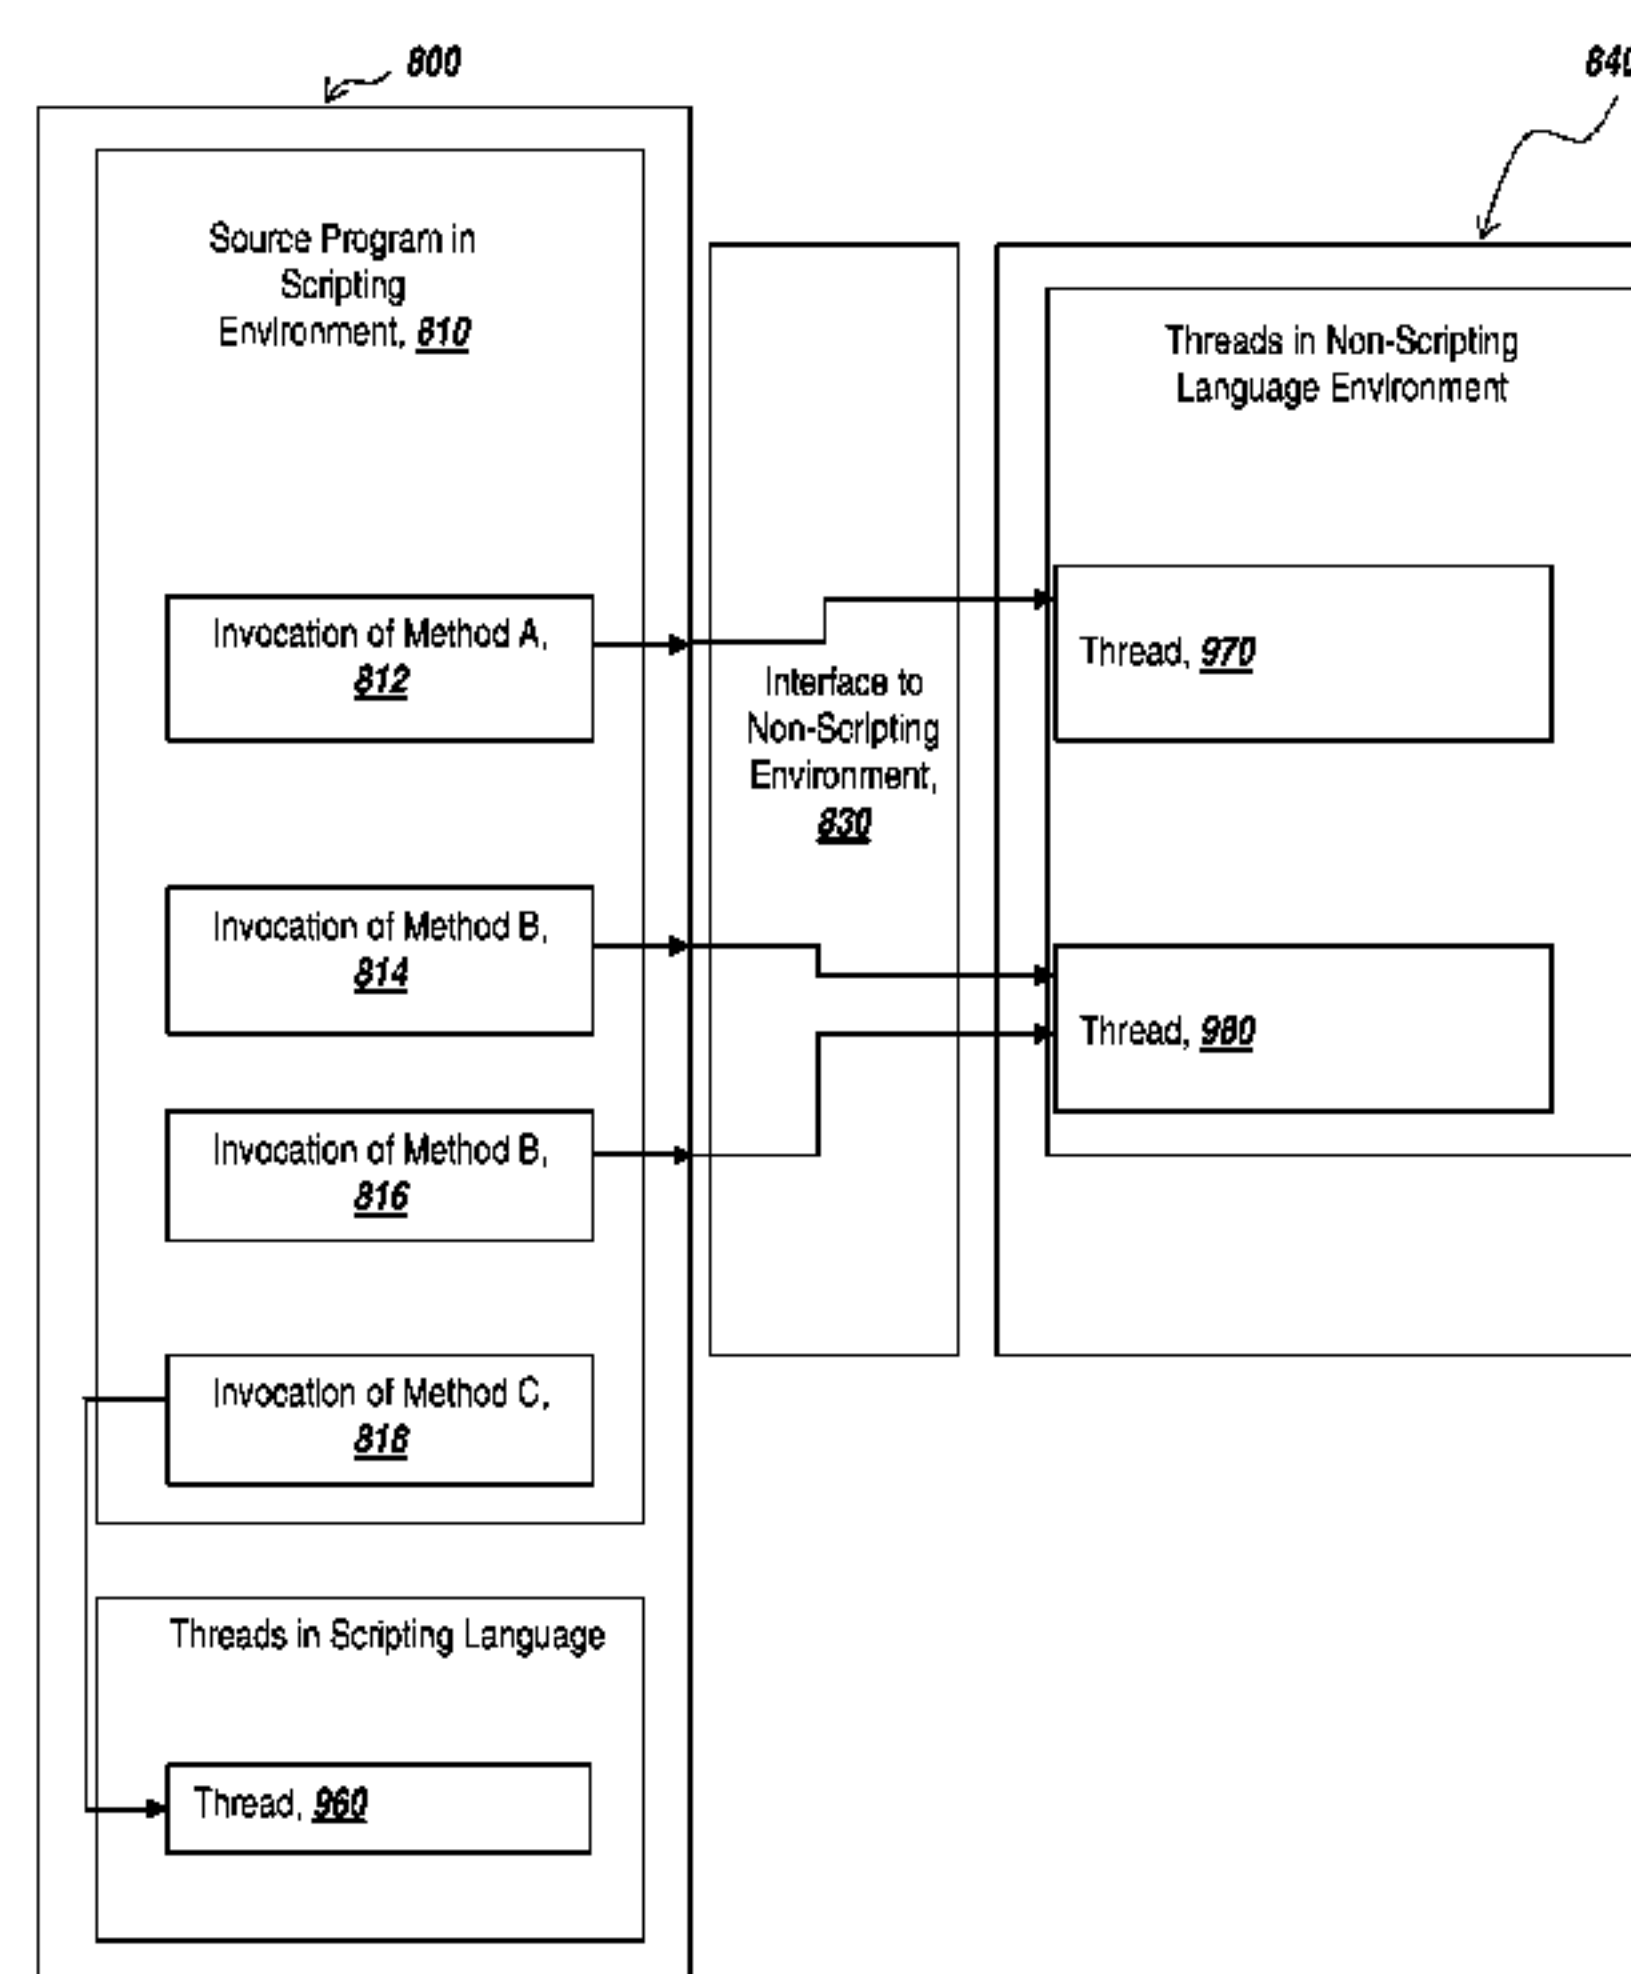 800
840
Source Program in
Scripting
Environment, 810
Threads in Non-Scripting
Language Environment
Invocation of Method A,
812
Thread, 970
Interface to
Non-Scripting
Environment,
830
Invocation of Method B,
814
Thread, 980
Invocation of Method B,
816
Invocation of Method C,
818
Threads in Scripting Language
Thread, 960